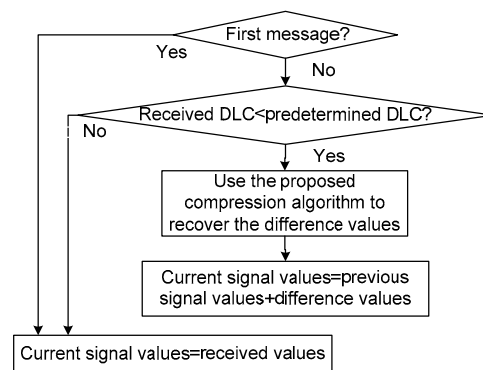 First message?
Yes
No
Received DLC<predetermined DLC?
No
Yes
Use the proposed
compression algorithm to
recover the difference values
Current signal values=previous
signal values+difference values
Current signal values=received values